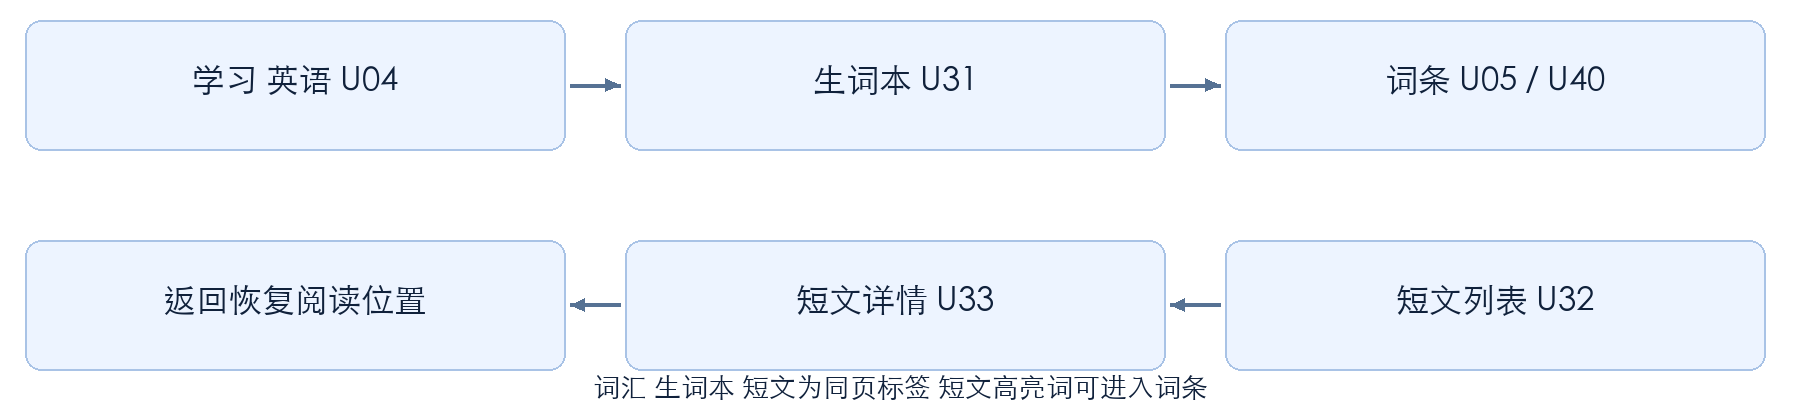 学习 英语 U04
生词本 U31
词条 U05 / U40
返回恢复阅读位置
短文详情 U33
短文列表 U32
词汇 生词本 短文为同页标签 短文高亮词可进入词条